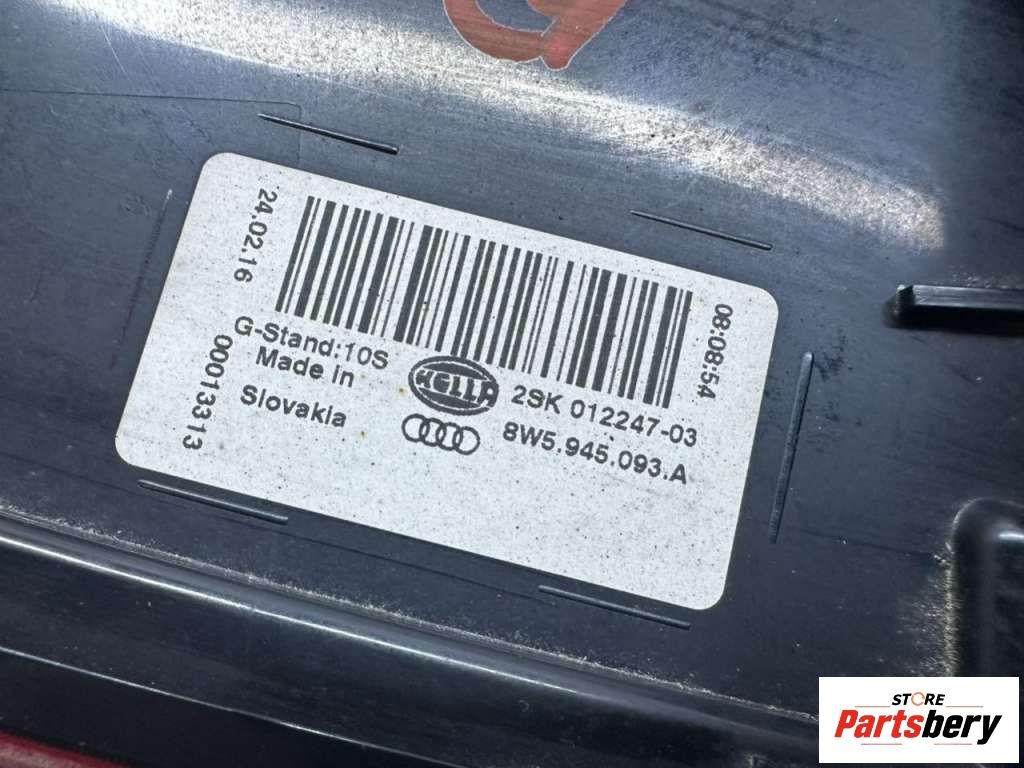 24.02.16
08:08:54
G-Stand:10S
Made in
Slovakia
00013313
HELLA
2SK 012247-03
8W5.945.093.A
STORE
Partsbery